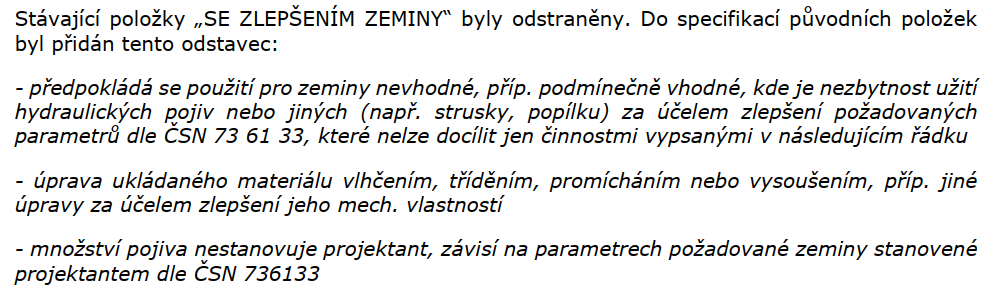 Stávající položky „SE ZLEPŠENÍM ZEMINY“ byly odstraněny. Do specifikací původních položek
byl přidán tento odstavec:
- předpokládá se použití pro zeminy nevhodné, příp. podmínečně vhodné, kde je nezbytnost užití
hydraulických pojiv nebo jiných (např. strusky, popílku) za účelem zlepšení požadovaných
parametrů dle ČSN 73 61 33, které nelze docílit jen činnostmi vypsanými v následujícím řádku
- úprava ukládaného materiálu vlhčením, tříděním, promícháním nebo vysoušením, příp. jiné
úpravy za účelem zlepšení jeho mech. vlastností
- množství pojiva nestanovuje projektant, závisí na parametrech požadované zeminy stanovené
projektantem dle ČSN 736133